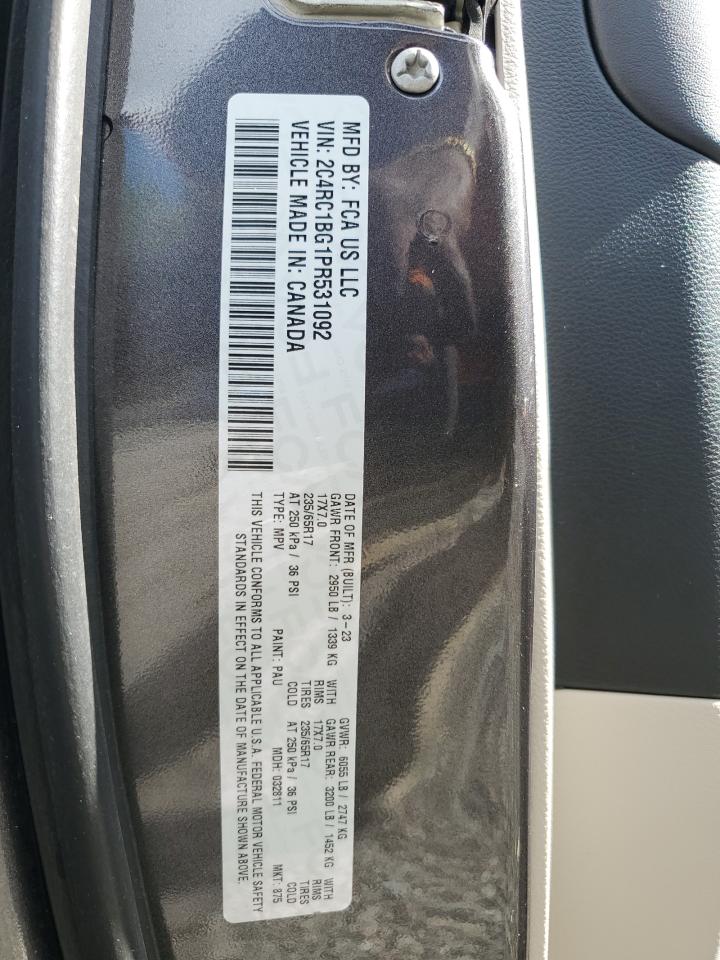 MFD BY: FCA US LLC
VIN: 2C4RC1BG1PR531092
VEHICLE MADE IN: CANADA
DATE OF MFR (BUILT): 3-23 GVWR: 6055 LB / 2747 KG
GAWR FRONT: 2950 LB / 1339 KG WITH GAWR REAR: 3200 LB / 1452 KG WITH
17X7.0 RIMS 17X7.0 RIMS
235/65R17 TIRES 235/65R17 TIRES
AT 250 kPa / 36 PSI COLD AT 250 kPa / 36 PSI COLD
TYPE: MPV PAINT: PAU MDH: 032811 MKT: 875
THIS VEHICLE CONFORMS TO ALL APPLICABLE U.S.A. FEDERAL MOTOR VEHICLE SAFETY
STANDARDS IN EFFECT ON THE DATE OF MANUFACTURE SHOWN ABOVE.